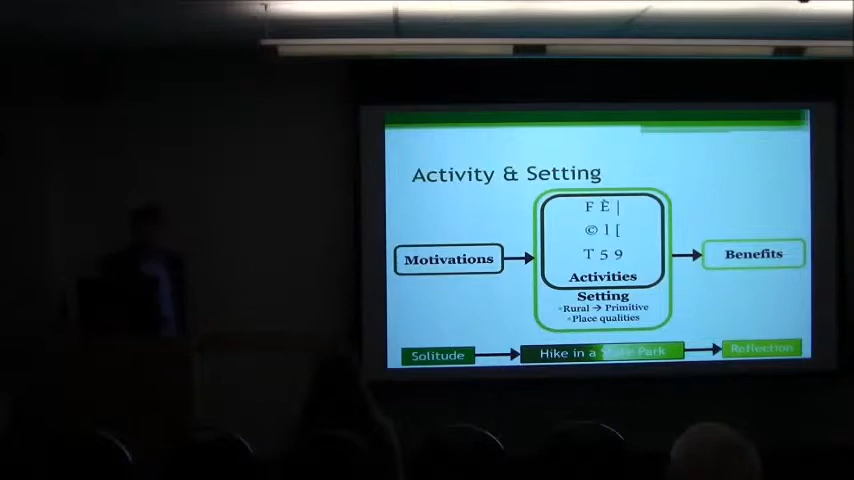 Activity & Setting
F È |
© l [
T 5 9
Motivations
Activities
Benefits
Setting
◦Rural → Primitive
◦Place qualities
Solitude
Hike in a State Park
Reflection